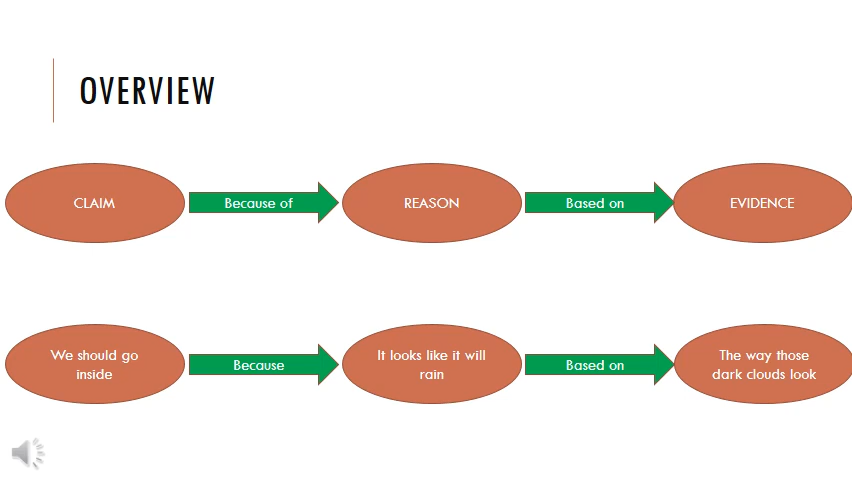 OVERVIEW
CLAIM
Because of
REASON
Based on
EVIDENCE
We should go
inside
Because
It looks like it will
rain
Based on
The way those
dark clouds look